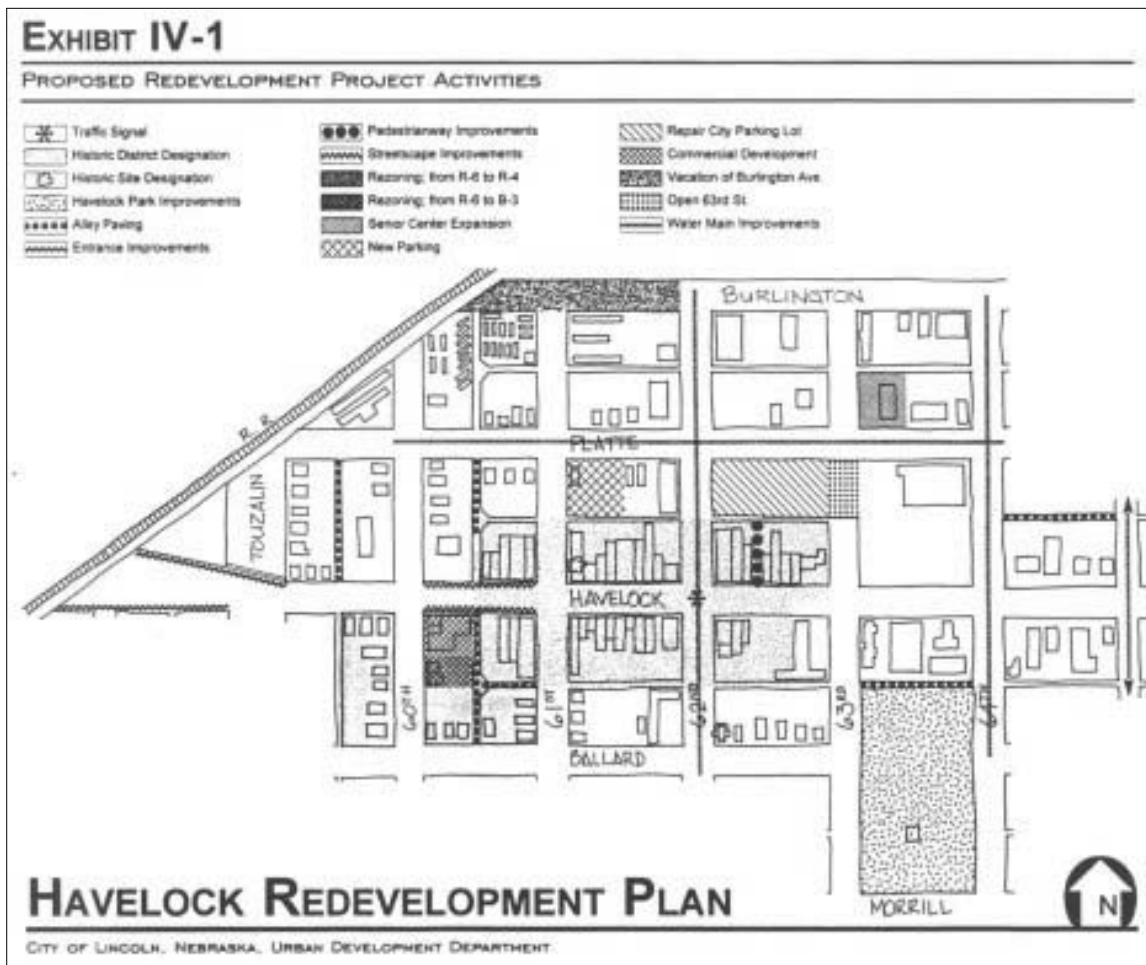 EXHIBIT IV-1
PROPOSED REDEVELOPMENT PROJECT ACTIVITIES
Traffic Signal
Historic District Designation
Historic Site Designation
Havelock Park Improvements
Alley Paving
Entrance Improvements
Pedestrianway Improvements
Streetscape Improvements
Rezoning; from R-6 to R-4
Rezoning; from R-6 to B-3
Senior Center Expansion
New Parking
Repair City Parking Lot
Commercial Development
Vacation of Burlington Ave.
Open 63rd St.
Water Main Improvements
BURLINGTON
R.R.
PLATTE
TOUZALIN
HAVELOCK
60TH
61ST
62ND
63RD
64TH
BALLARD
MORRILL
N
HAVELOCK REDEVELOPMENT PLAN
CITY OF LINCOLN, NEBRASKA, URBAN DEVELOPMENT DEPARTMENT